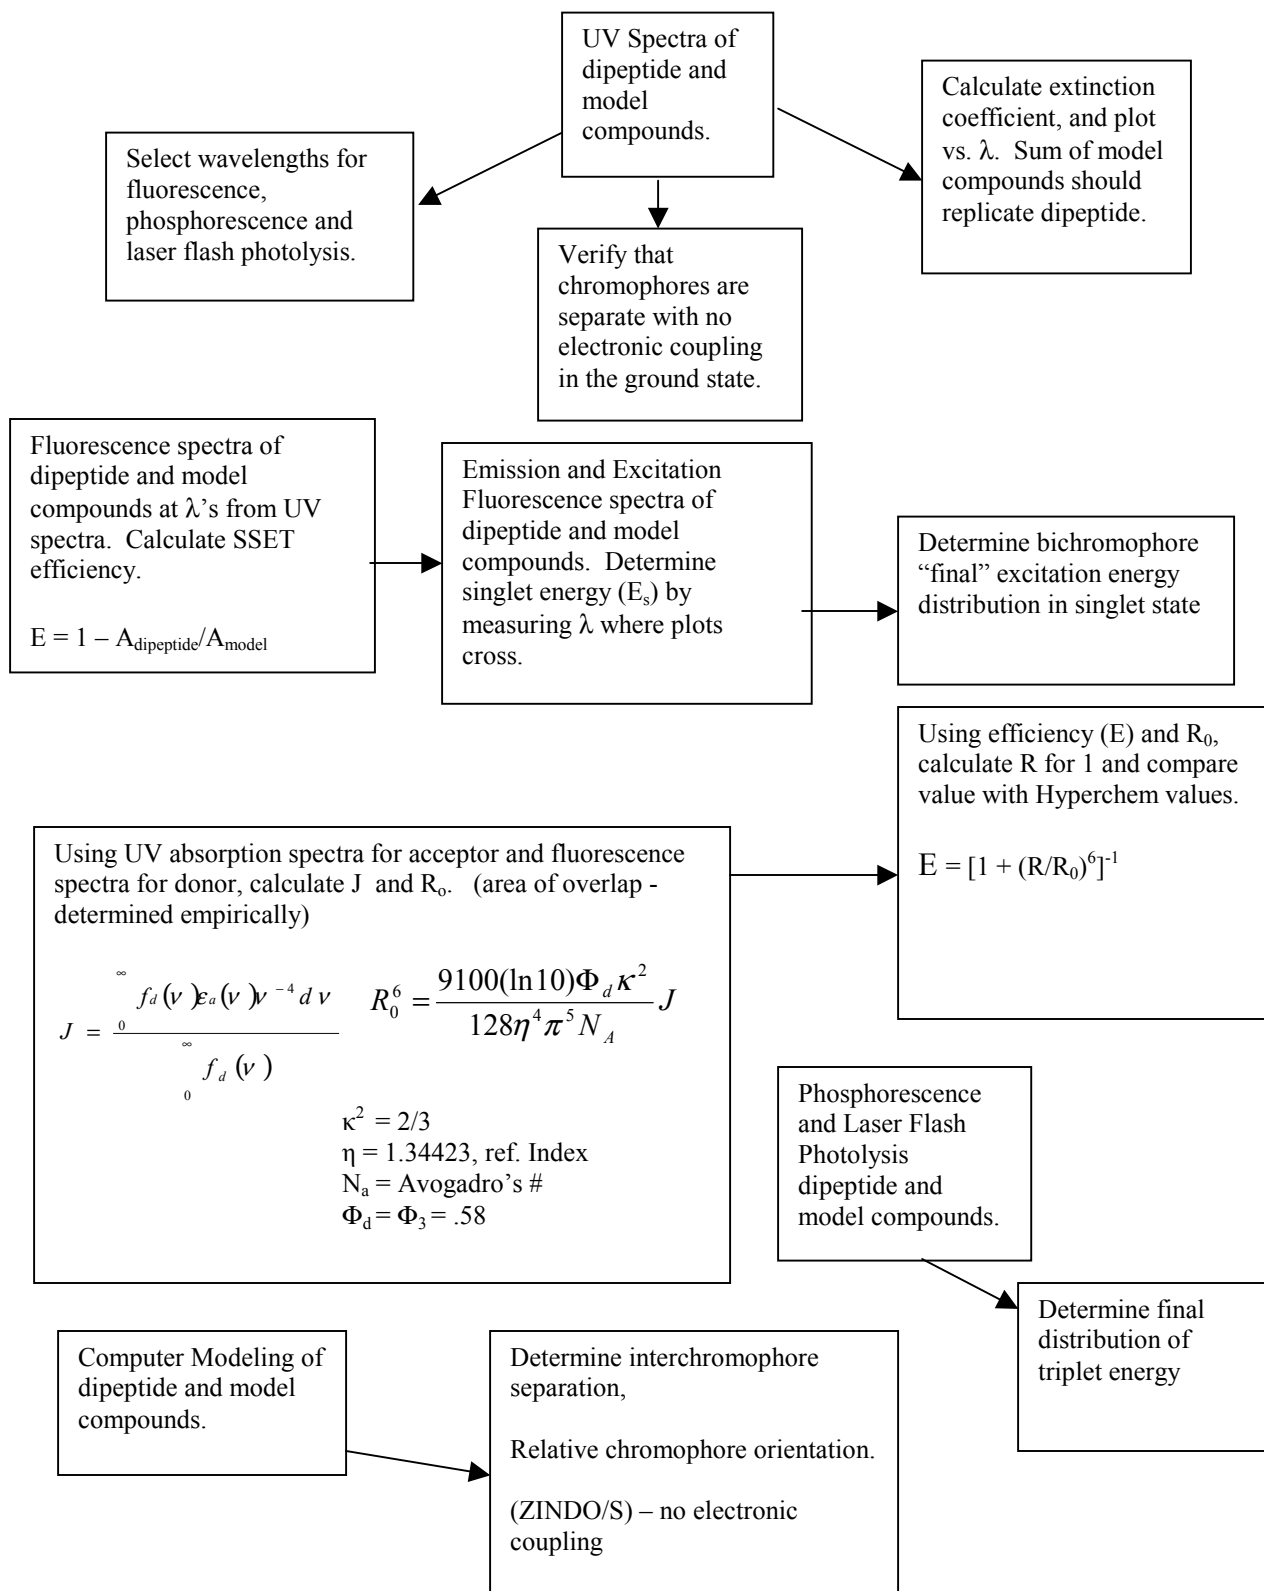 UV Spectra of
dipeptide and
model
compounds.
Calculate extinction
coefficient, and plot
vs. λ.  Sum of model
compounds should
replicate dipeptide.
Select wavelengths for
fluorescence,
phosphorescence and
laser flash photolysis.
Verify that
chromophores are
separate with no
electronic coupling
in the ground state.
Fluorescence spectra of
dipeptide and model
compounds at λ’s from UV
spectra.  Calculate SSET
efficiency.
E = 1 – A_dipeptide/A_model
Emission and Excitation
Fluorescence spectra of
dipeptide and model
compounds.  Determine
singlet energy (E_s) by
measuring λ where plots
cross.
Determine bichromophore
“final” excitation energy
distribution in singlet state
Using efficiency (E) and R_0,
calculate R for 1 and compare
value with Hyperchem values.
E = [1 + (R/R_0)^6]^-1
Using UV absorption spectra for acceptor and fluorescence
spectra for donor, calculate J  and R_o.   (area of overlap -
determined empirically)
J = ∞ 0 f_d(ν)ε_a(ν)ν^-4 dν / ∞ 0 f_d(ν)
R_0^6 = 9100(ln10)Φ_d κ^2 / 128η^4 π^5 N_A J
κ^2 = 2/3
η = 1.34423, ref. Index
N_a = Avogadro’s #
Φ_d = Φ_3 = .58
Phosphorescence
and Laser Flash
Photolysis
dipeptide and
model compounds.
Determine final
distribution of
triplet energy
Computer Modeling of
dipeptide and model
compounds.
Determine interchromophore
separation,
Relative chromophore orientation.
(ZINDO/S) – no electronic
coupling